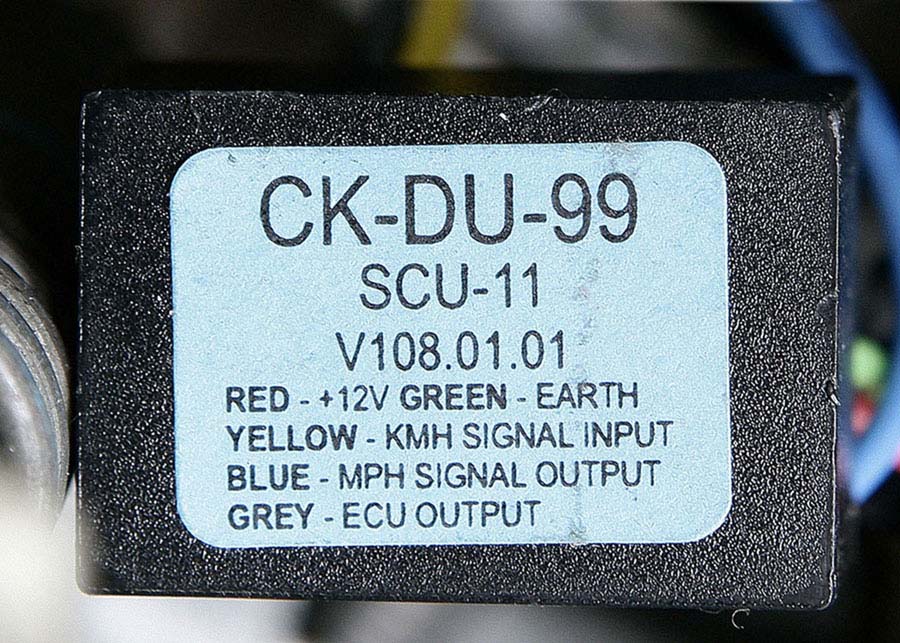 CK-DU-99
SCU-11
V108.01.01
RED - +12V GREEN - EARTH
YELLOW - KMH SIGNAL INPUT
BLUE - MPH SIGNAL OUTPUT
GREY - ECU OUTPUT